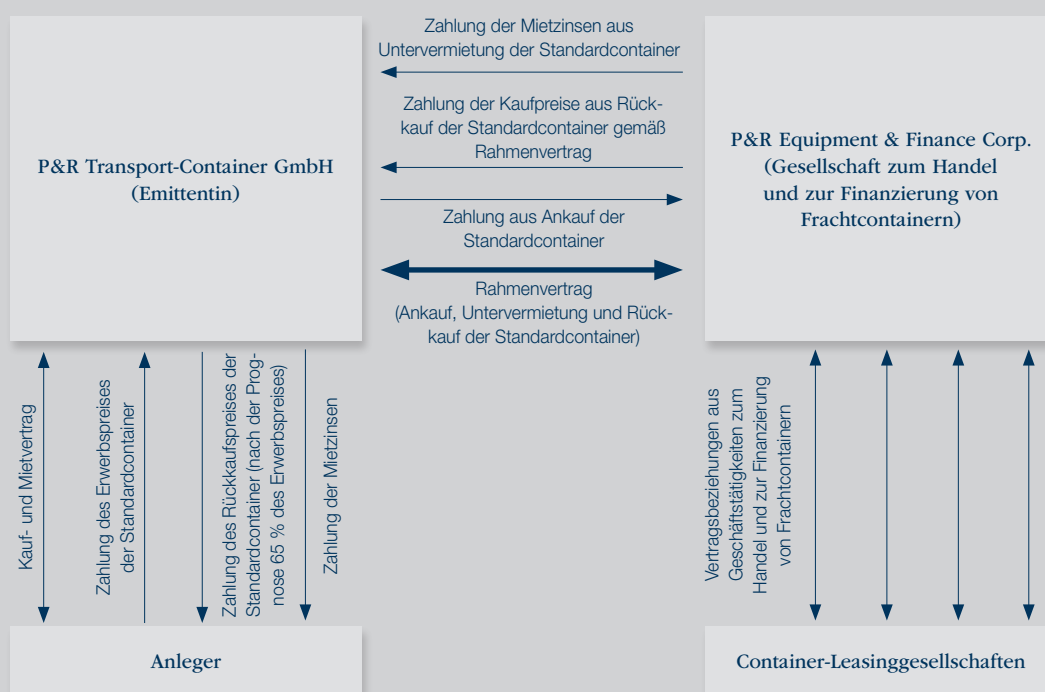 Zahlung der Mietzinsen aus
Untervermietung der Standardcontainer
Zahlung der Kaufpreise aus Rück-
kauf der Standardcontainer gemäß
Rahmenvertrag
P&R Transport-Container GmbH
(Emittentin)
P&R Equipment & Finance Corp.
(Gesellschaft zum Handel
und zur Finanzierung von
Frachtcontainern)
Zahlung aus Ankauf der
Standardcontainer
Rahmenvertrag
(Ankauf, Untervermietung und Rück-
kauf der Standardcontainer)
Kauf- und Mietvertrag
Zahlung des Erwerbspreises
der Standardcontainer
Zahlung des Rückkaufspreises der
Standardcontainer (nach der Prog-
nose 65 % des Erwerbspreises)
Zahlung der Mietzinsen
Vertragsbeziehungen aus
Geschäftstätigkeiten zum
Handel und zur Finanzierung
von Frachtcontainern
Anleger
Container-Leasinggesellschaften